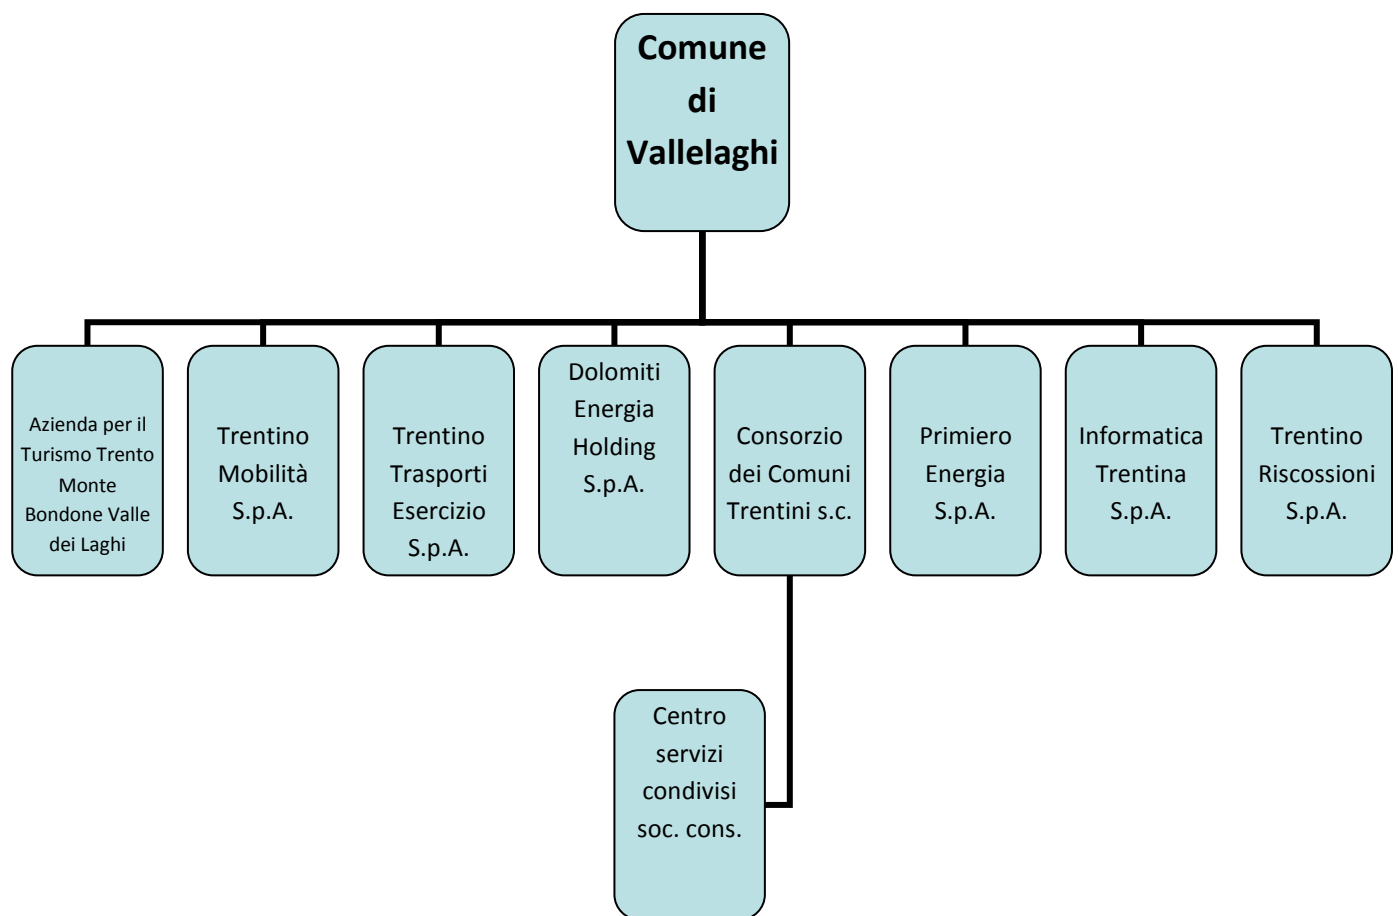 Comune
di
Vallelaghi
Azienda per il
Turismo Trento
Monte
Bondone Valle
dei Laghi
Trentino
Mobilità
S.p.A.
Trentino
Trasporti
Esercizio
S.p.A.
Dolomiti
Energia
Holding
S.p.A.
Consorzio
dei Comuni
Trentini s.c.
Primiero
Energia
S.p.A.
Informatica
Trentina
S.p.A.
Trentino
Riscossioni
S.p.A.
Centro
servizi
condivisi
soc. cons.